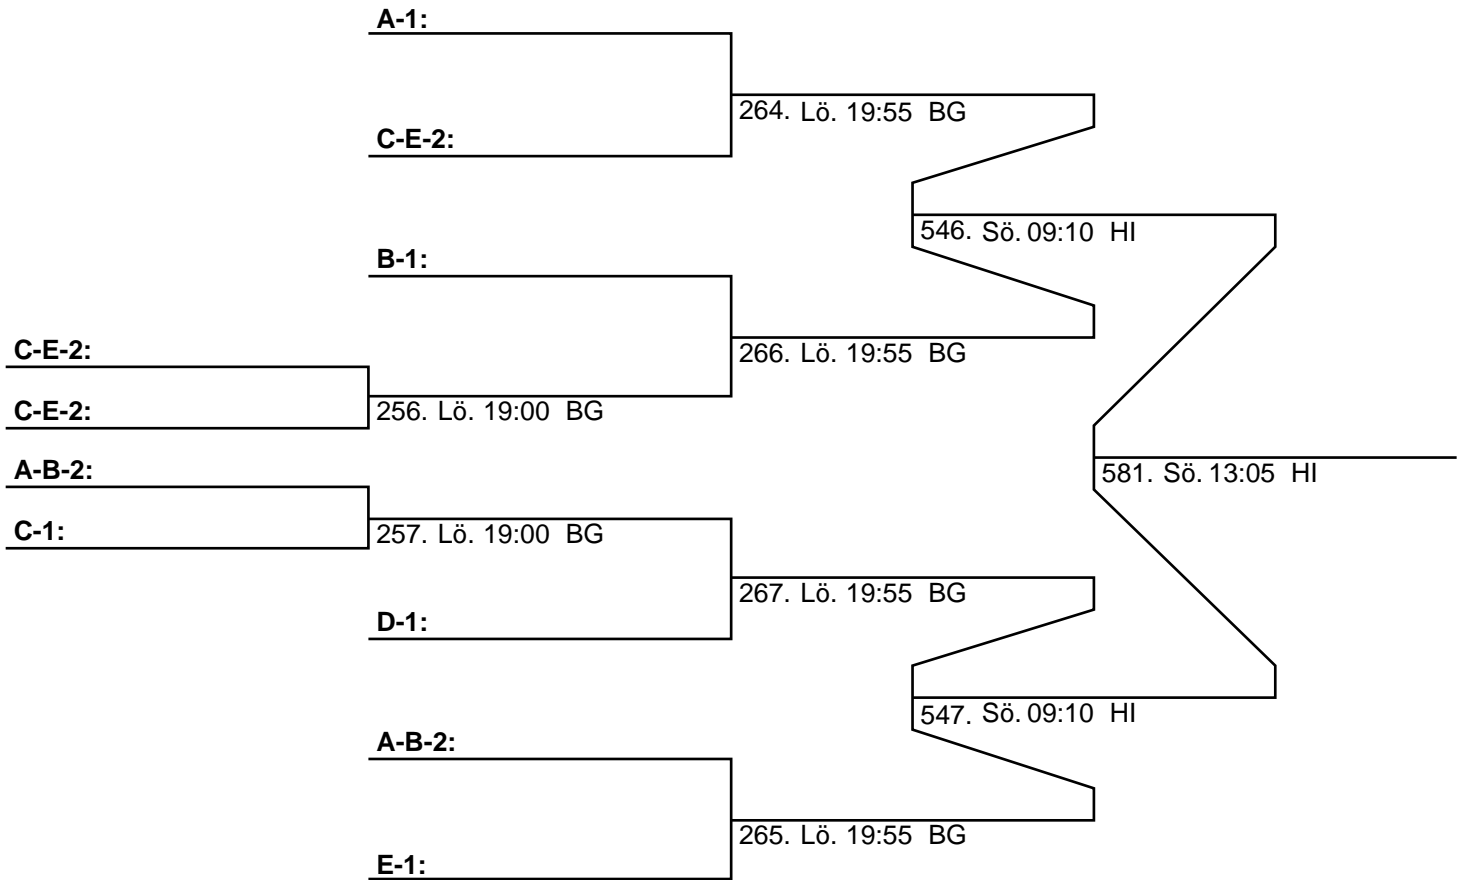 A-1:
264. Lö. 19:55 BG
C-E-2:
546. Sö. 09:10 HI
B-1:
C-E-2:
266. Lö. 19:55 BG
C-E-2:
256. Lö. 19:00 BG
A-B-2:
581. Sö. 13:05 HI
C-1:
257. Lö. 19:00 BG
267. Lö. 19:55 BG
D-1:
547. Sö. 09:10 HI
A-B-2:
265. Lö. 19:55 BG
E-1: